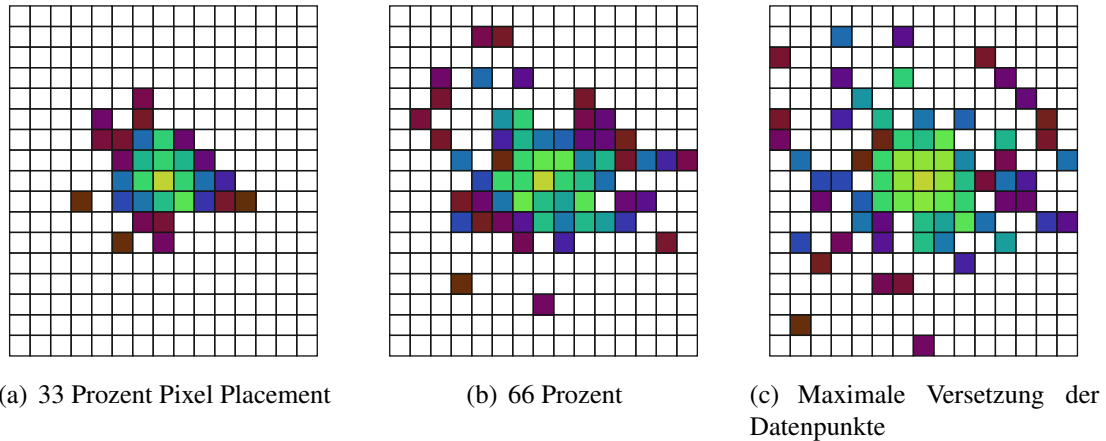 (a) 33 Prozent Pixel Placement
(b) 66 Prozent
(c) Maximale Versetzung der
Datenpunkte